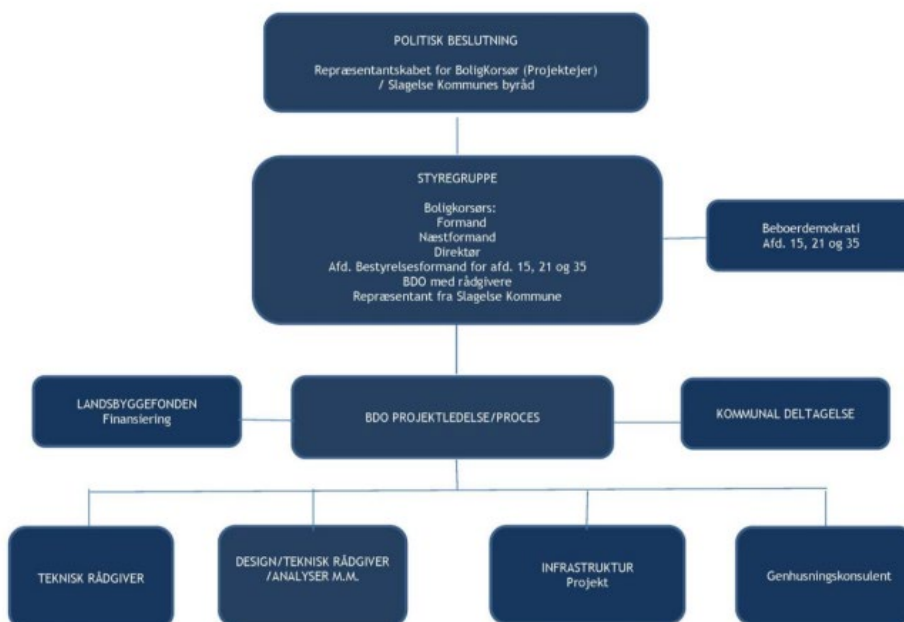 POLITISK BESLUTNING
Repræsentantskabet for BoligKorsør (Projektejer)
/ Slagelse Kommunes byråd
STYREGRUPPE
Boligkorsørs:
Formand
Næstformand
Direktør
Afd. Bestyrelsesformand for afd. 15, 21 og 35
BDO med rådgivere
Repræsentant fra Slagelse Kommune
Beboerdemokrati
Afd. 15, 21 og 35
LANDSBYGGEFONDEN
Finansiering
BDO PROJEKTLEDELSE/PROCES
KOMMUNAL DELTAGELSE
TEKNISK RÅDGIVER
DESIGN/TEKNISK RÅDGIVER
/ANALYSER M.M.
INFRASTRUKTUR
Projekt
Genhusningskonsulent